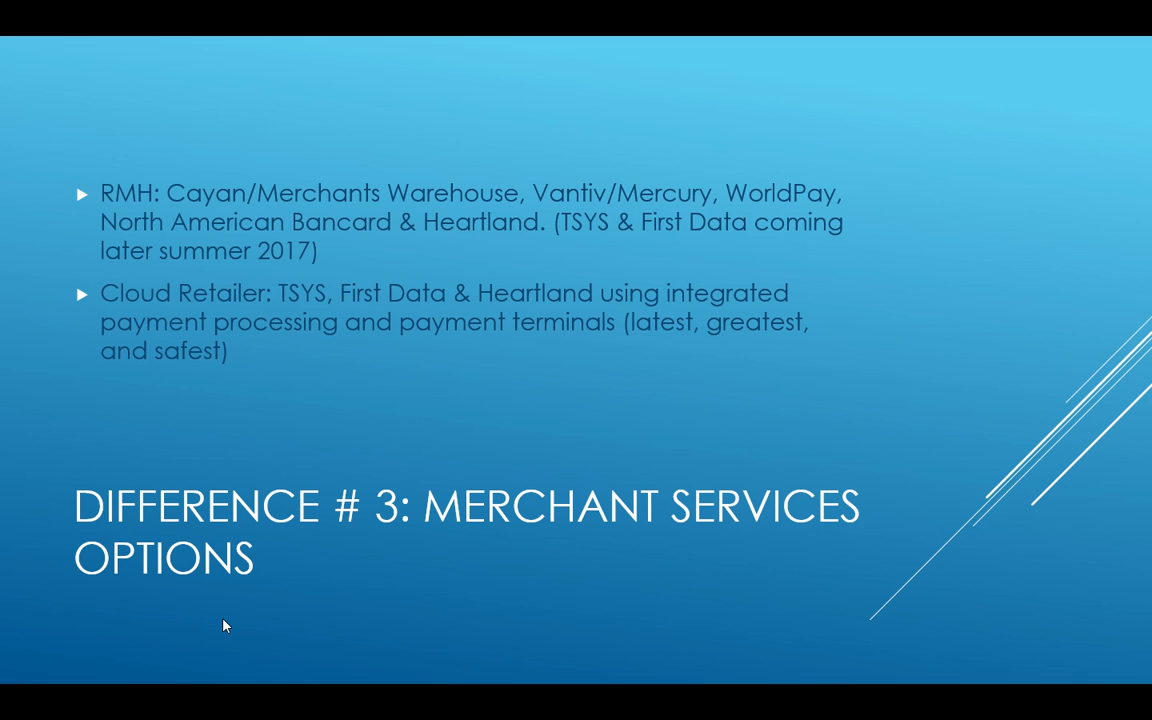 RMH: Cayan/Merchants Warehouse, Vantiv/Mercury, WorldPay,
North American Bancard & Heartland. (TSYS & First Data coming
later summer 2017)
Cloud Retailer: TSYS, First Data & Heartland using integrated
payment processing and payment terminals (latest, greatest,
and safest)
DIFFERENCE # 3: MERCHANT SERVICES
OPTIONS